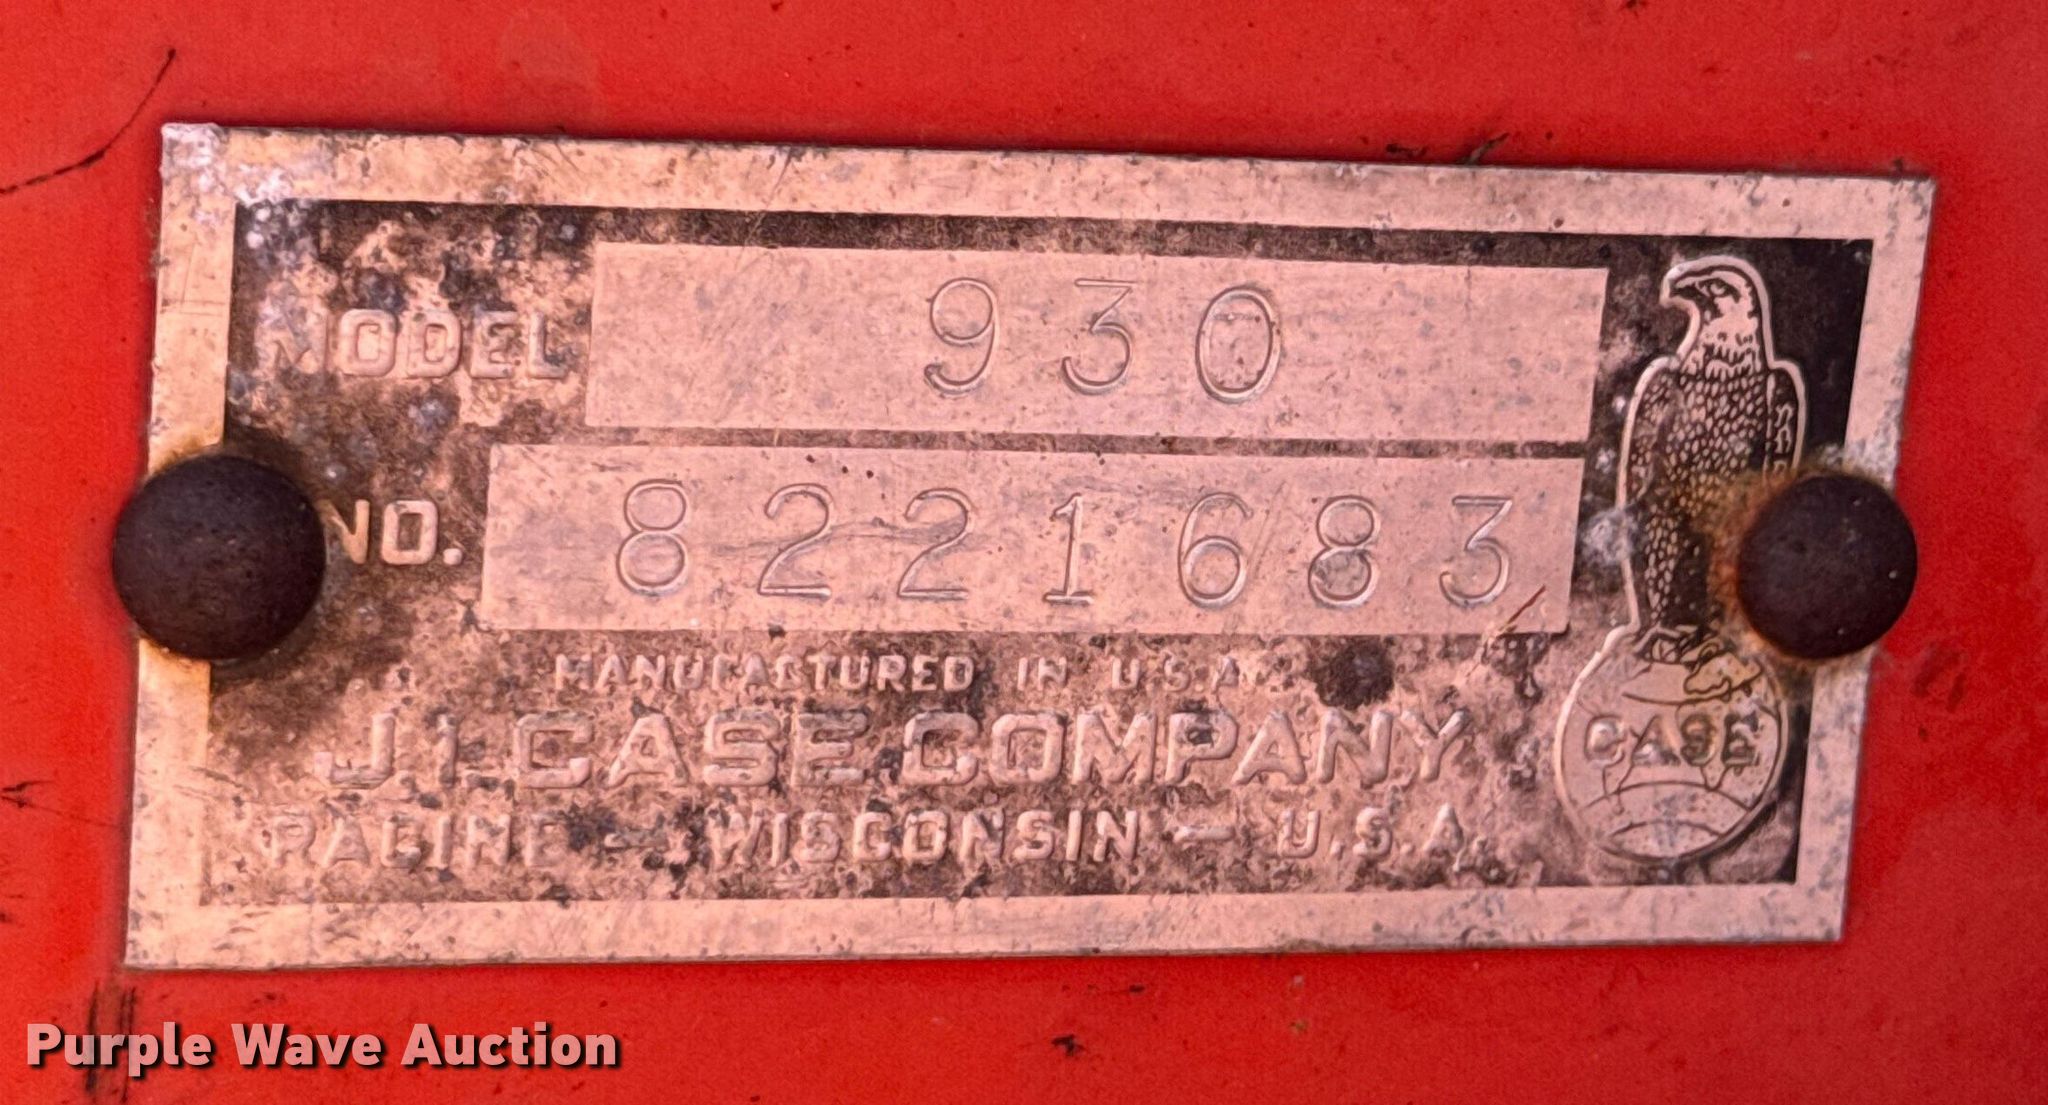 MODEL 930
NO. 8221683
MANUFACTURED IN U.S.A.
J. I. CASE COMPANY
RACINE - WISCONSIN - U.S.A.
CASE
Purple Wave Auction